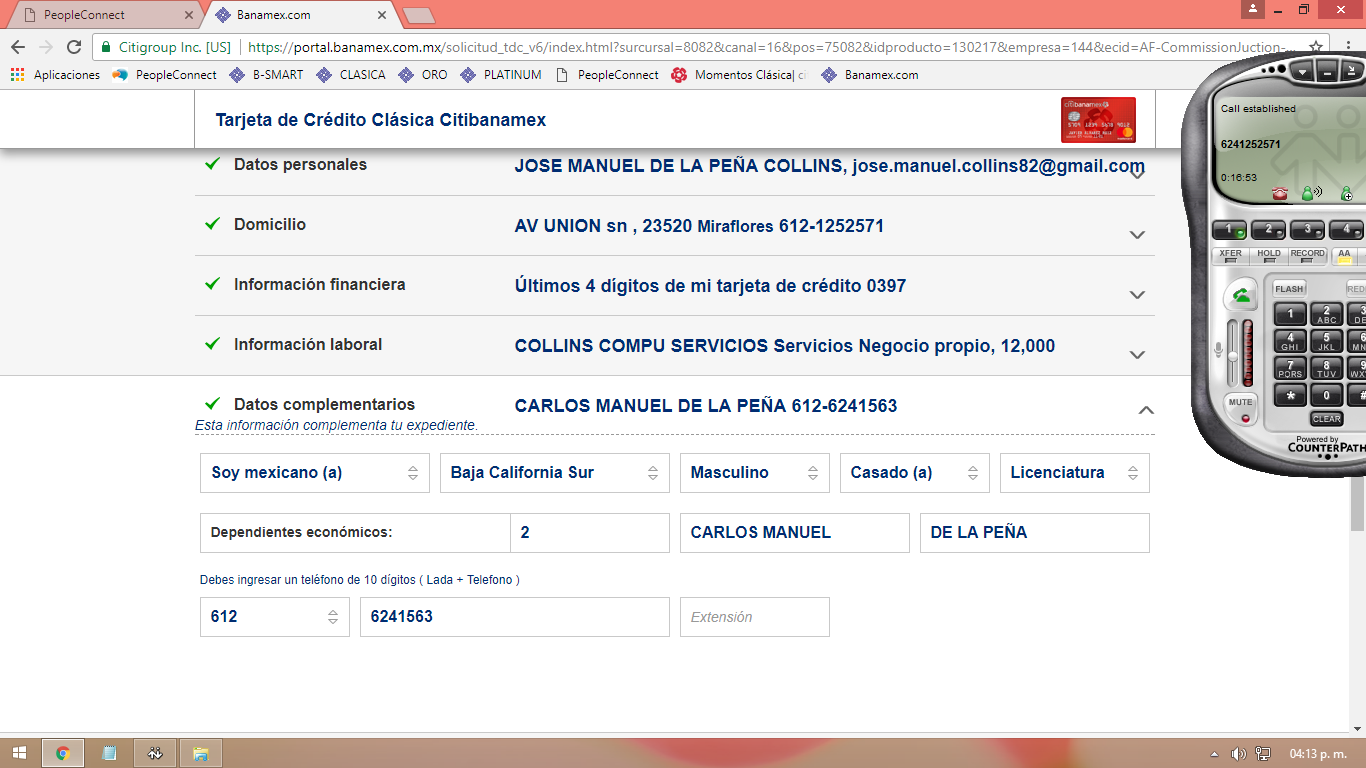 PeopleConnect
Banamex.com
Citigroup Inc. [US] https://portal.banamex.com.mx/solicitud_tdc_v6/index.html?surcursal=8082&canal=16&pos=75082&idproducto=130217&empresa=144&ecid=AF-CommissionJuction-...
Aplicaciones PeopleConnect B-SMART CLASICA ORO PLATINUM PeopleConnect Momentos Clásica| ci Banamex.com
Tarjeta de Crédito Clásica Citibanamex
citibanamex
Datos personales JOSE MANUEL DE LA PEÑA COLLINS, jose.manuel.collins82@gmail.com
Domicilio AV UNION sn , 23520 Miraflores 612-1252571
Información financiera Últimos 4 dígitos de mi tarjeta de crédito 0397
Información laboral COLLINS COMPU SERVICIOS Servicios Negocio propio, 12,000
Datos complementarios CARLOS MANUEL DE LA PEÑA 612-6241563
Esta información complementa tu expediente.
Soy mexicano (a) Baja California Sur Masculino Casado (a) Licenciatura
Dependientes económicos: 2 CARLOS MANUEL DE LA PEÑA
Debes ingresar un teléfono de 10 dígitos ( Lada + Telefono )
612 6241563 Extensión
Call established
6241252571
0:16:53
1 2 3 4
XFER HOLD RECORD AA
FLASH RED
1 2 ABC 3 DE
4 GHI 5 JKL 6 MN
7 PQRS 8 TUV 9 WX
* 0 #
MUTE
CLEAR
Powered by
COUNTERPATH
04:13 p. m.